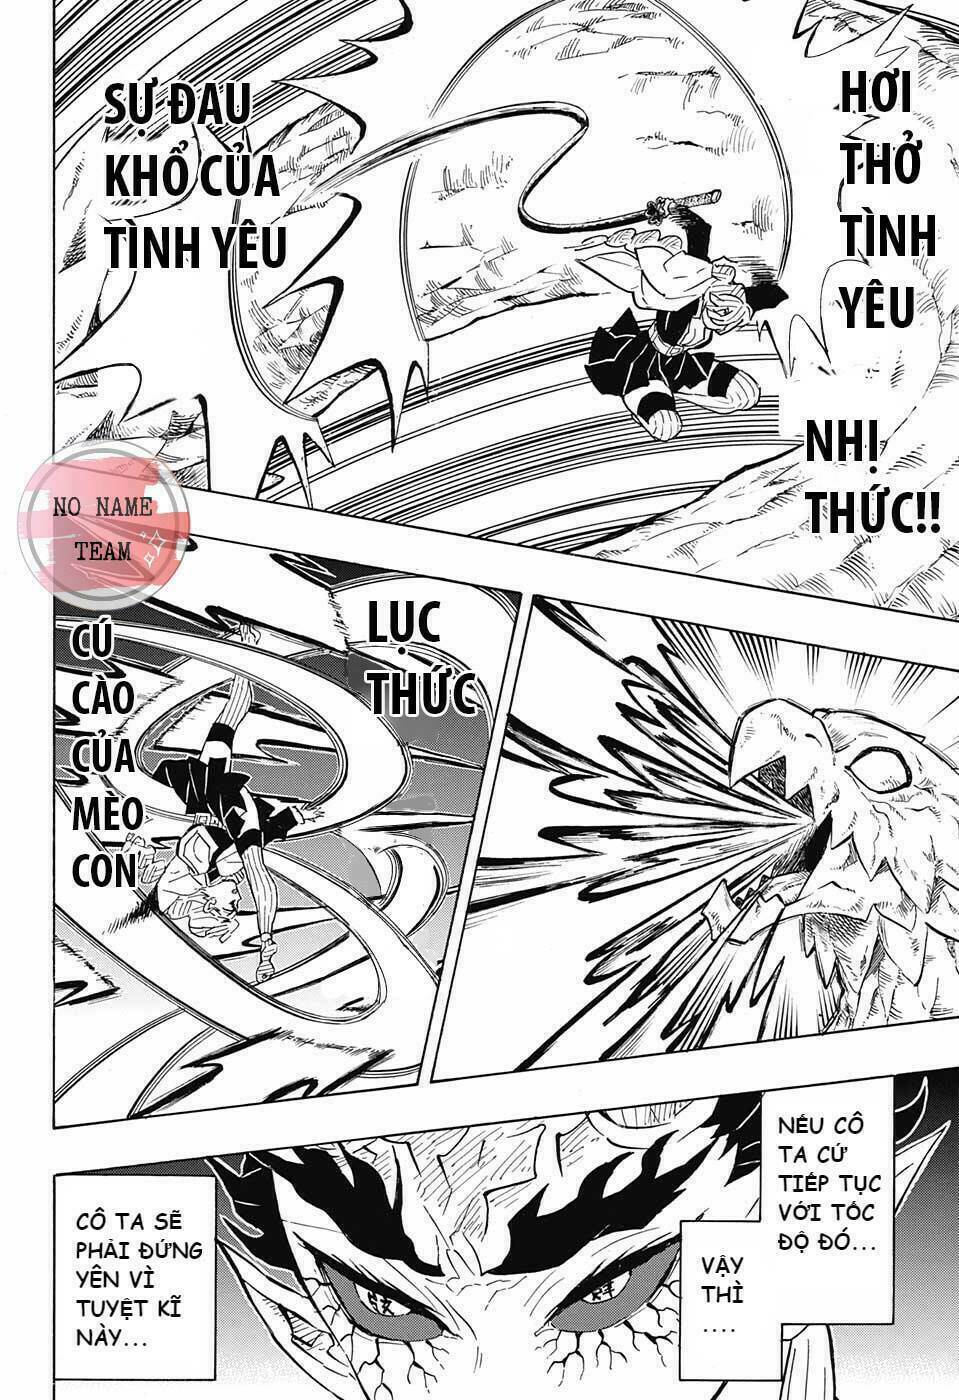 HƠI
THỞ
TÌNH
YÊU
NHỊ
THỨC!!
SỰ ĐAU
KHỔ CỦA
TÌNH YÊU
NO NAME
TEAM
LỤC
THỨC
CÚ
CÀO
CỦA
MÈO
CON
NẾU CÔ
TA CỨ
TIẾP TỤC
VỚI TỐC
ĐỘ ĐÓ...
VẬY
THÌ
....
CÔ TA SẼ
PHẢI ĐỨNG
YÊN VÌ
TUYỆT KĨ
NÀY...